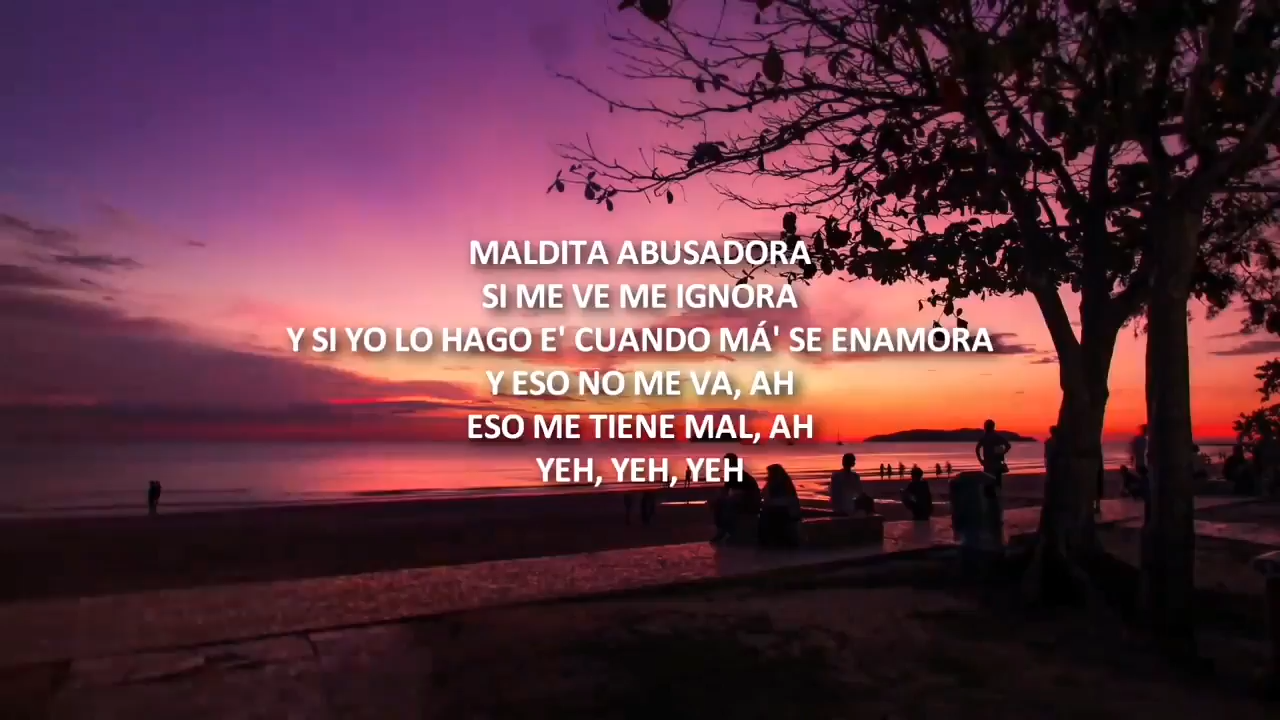 MALDITA ABUSADORA
SI ME VE ME IGNORA
Y SI YO LO HAGO E' CUANDO MÁ' SE ENAMORA
Y ESO NO ME VA, AH
ESO ME TIENE MAL, AH
YEH, YEH, YEH